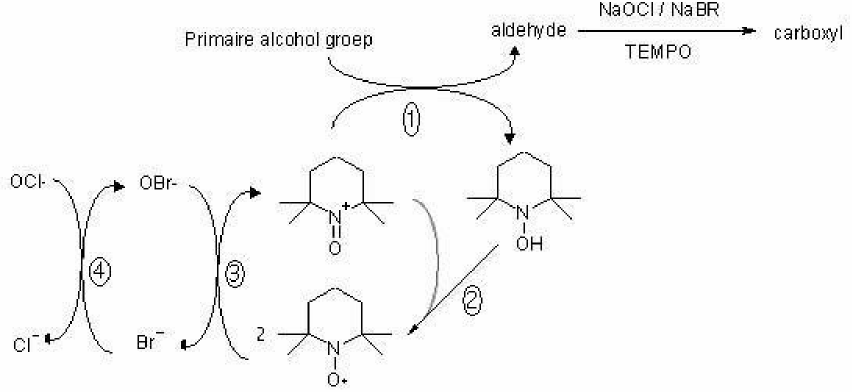 NaOCl / NaBR
Primaire alcohol groep
aldehyde
carboxyl
TEMPO
1
OCl-
OBr-
N
+
O
N
OH
4
3
2
Cl⁻
Br⁻
2
N
O•